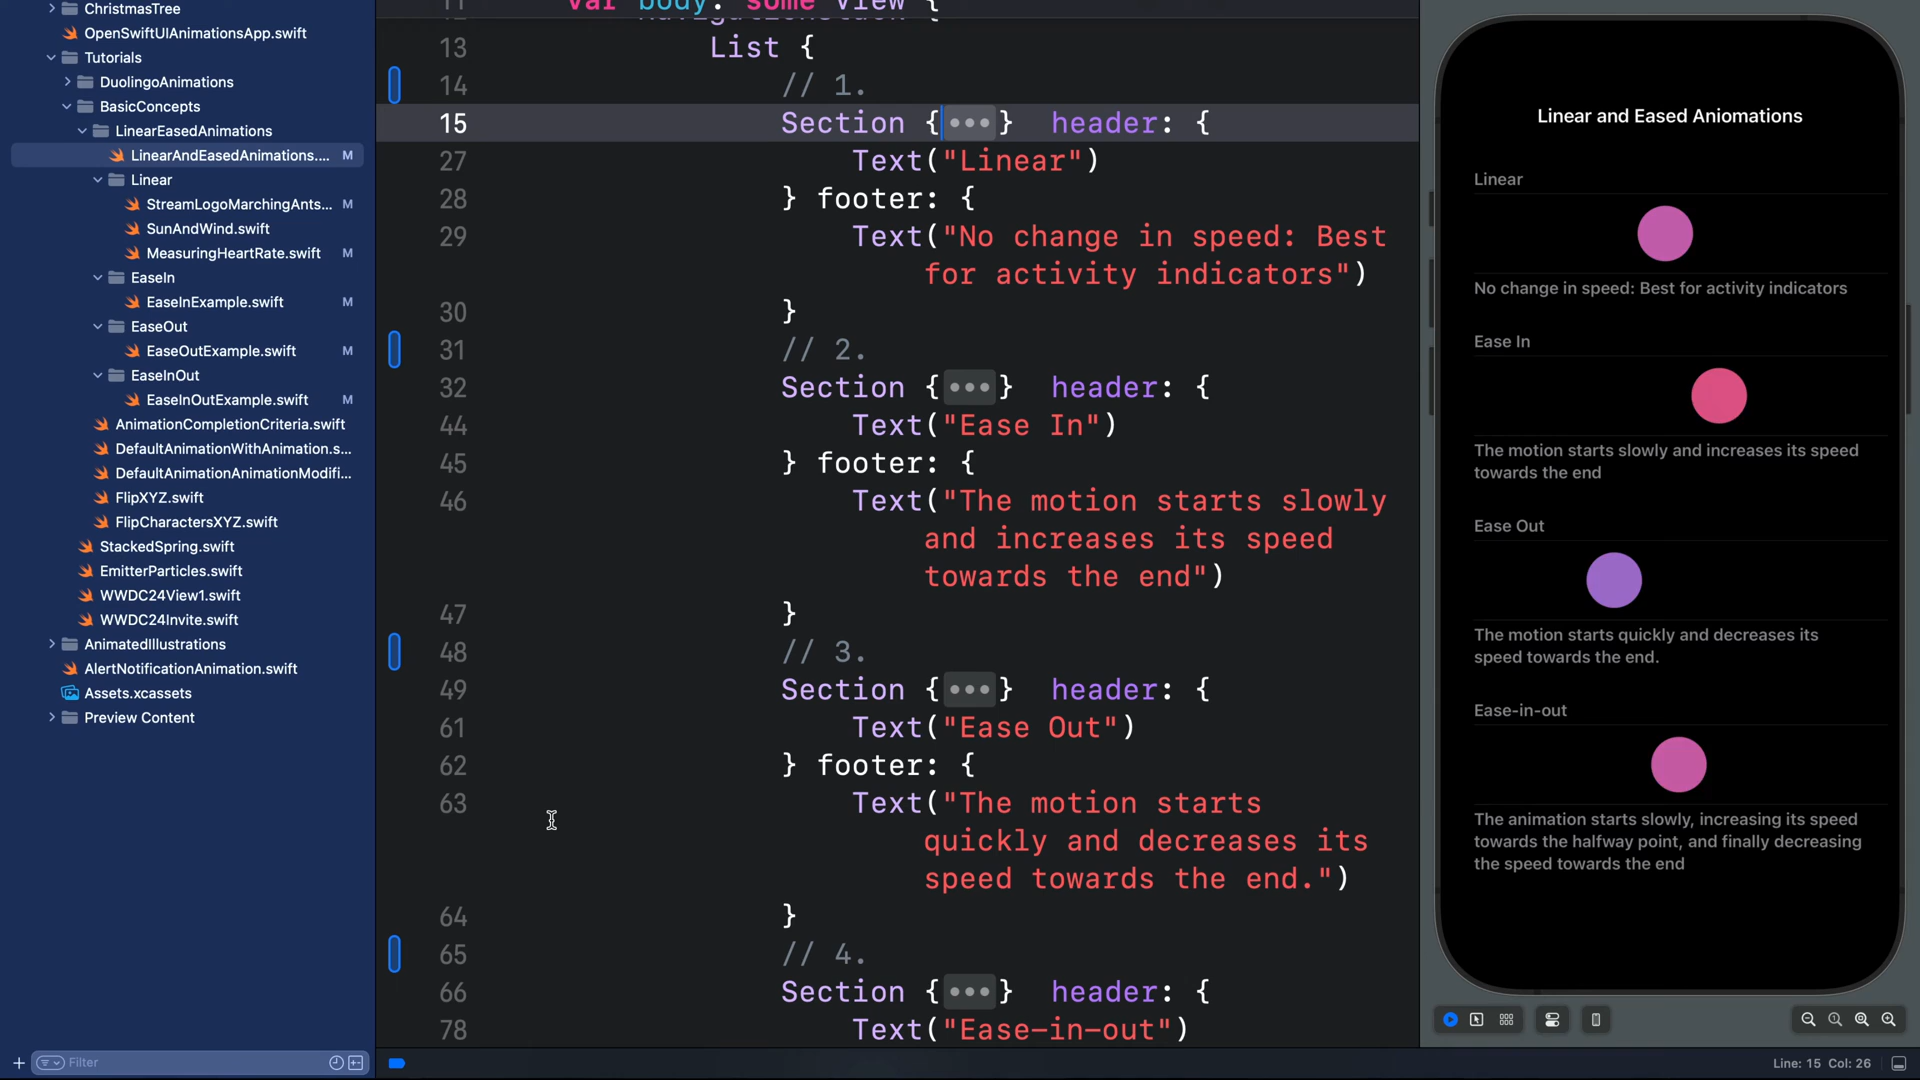 ChristmasTree
OpenSwiftUIAnimationsApp.swift
Tutorials
DuolingoAnimations
BasicConcepts
LinearEasedAnimations
LinearAndEasedAnimations.... M
Linear
StreamLogoMarchingAnts... M
SunAndWind.swift
MeasuringHeartRate.swift M
EaseIn
EaseInExample.swift M
EaseOut
EaseOutExample.swift M
EaseInOut
EaseInOutExample.swift M
AnimationCompletionCriteria.swift
DefaultAnimationWithAnimation.s...
DefaultAnimationAnimationModifi...
FlipXYZ.swift
FlipCharactersXYZ.swift
StackedSpring.swift
EmitterParticles.swift
WWDC24View1.swift
WWDC24Invite.swift
AnimatedIllustrations
AlertNotificationAnimation.swift
Assets.xcassets
Preview Content
Filter
11 var body: some View {
12 NavigationStack {
13 List {
14 // 1.
15 Section {•••} header: {
27 Text("Linear")
28 } footer: {
29 Text("No change in speed: Best
for activity indicators")
30 }
31 // 2.
32 Section {•••} header: {
44 Text("Ease In")
45 } footer: {
46 Text("The motion starts slowly
and increases its speed
towards the end")
47 }
48 // 3.
49 Section {•••} header: {
61 Text("Ease Out")
62 } footer: {
63 Text("The motion starts
quickly and decreases its
speed towards the end.")
64 }
65 // 4.
66 Section {•••} header: {
78 Text("Ease-in-out")
Linear and Eased Aniomations
Linear
No change in speed: Best for activity indicators
Ease In
The motion starts slowly and increases its speed
towards the end
Ease Out
The motion starts quickly and decreases its
speed towards the end.
Ease-in-out
The animation starts slowly, increasing its speed
towards the halfway point, and finally decreasing
the speed towards the end
Line: 15 Col: 26